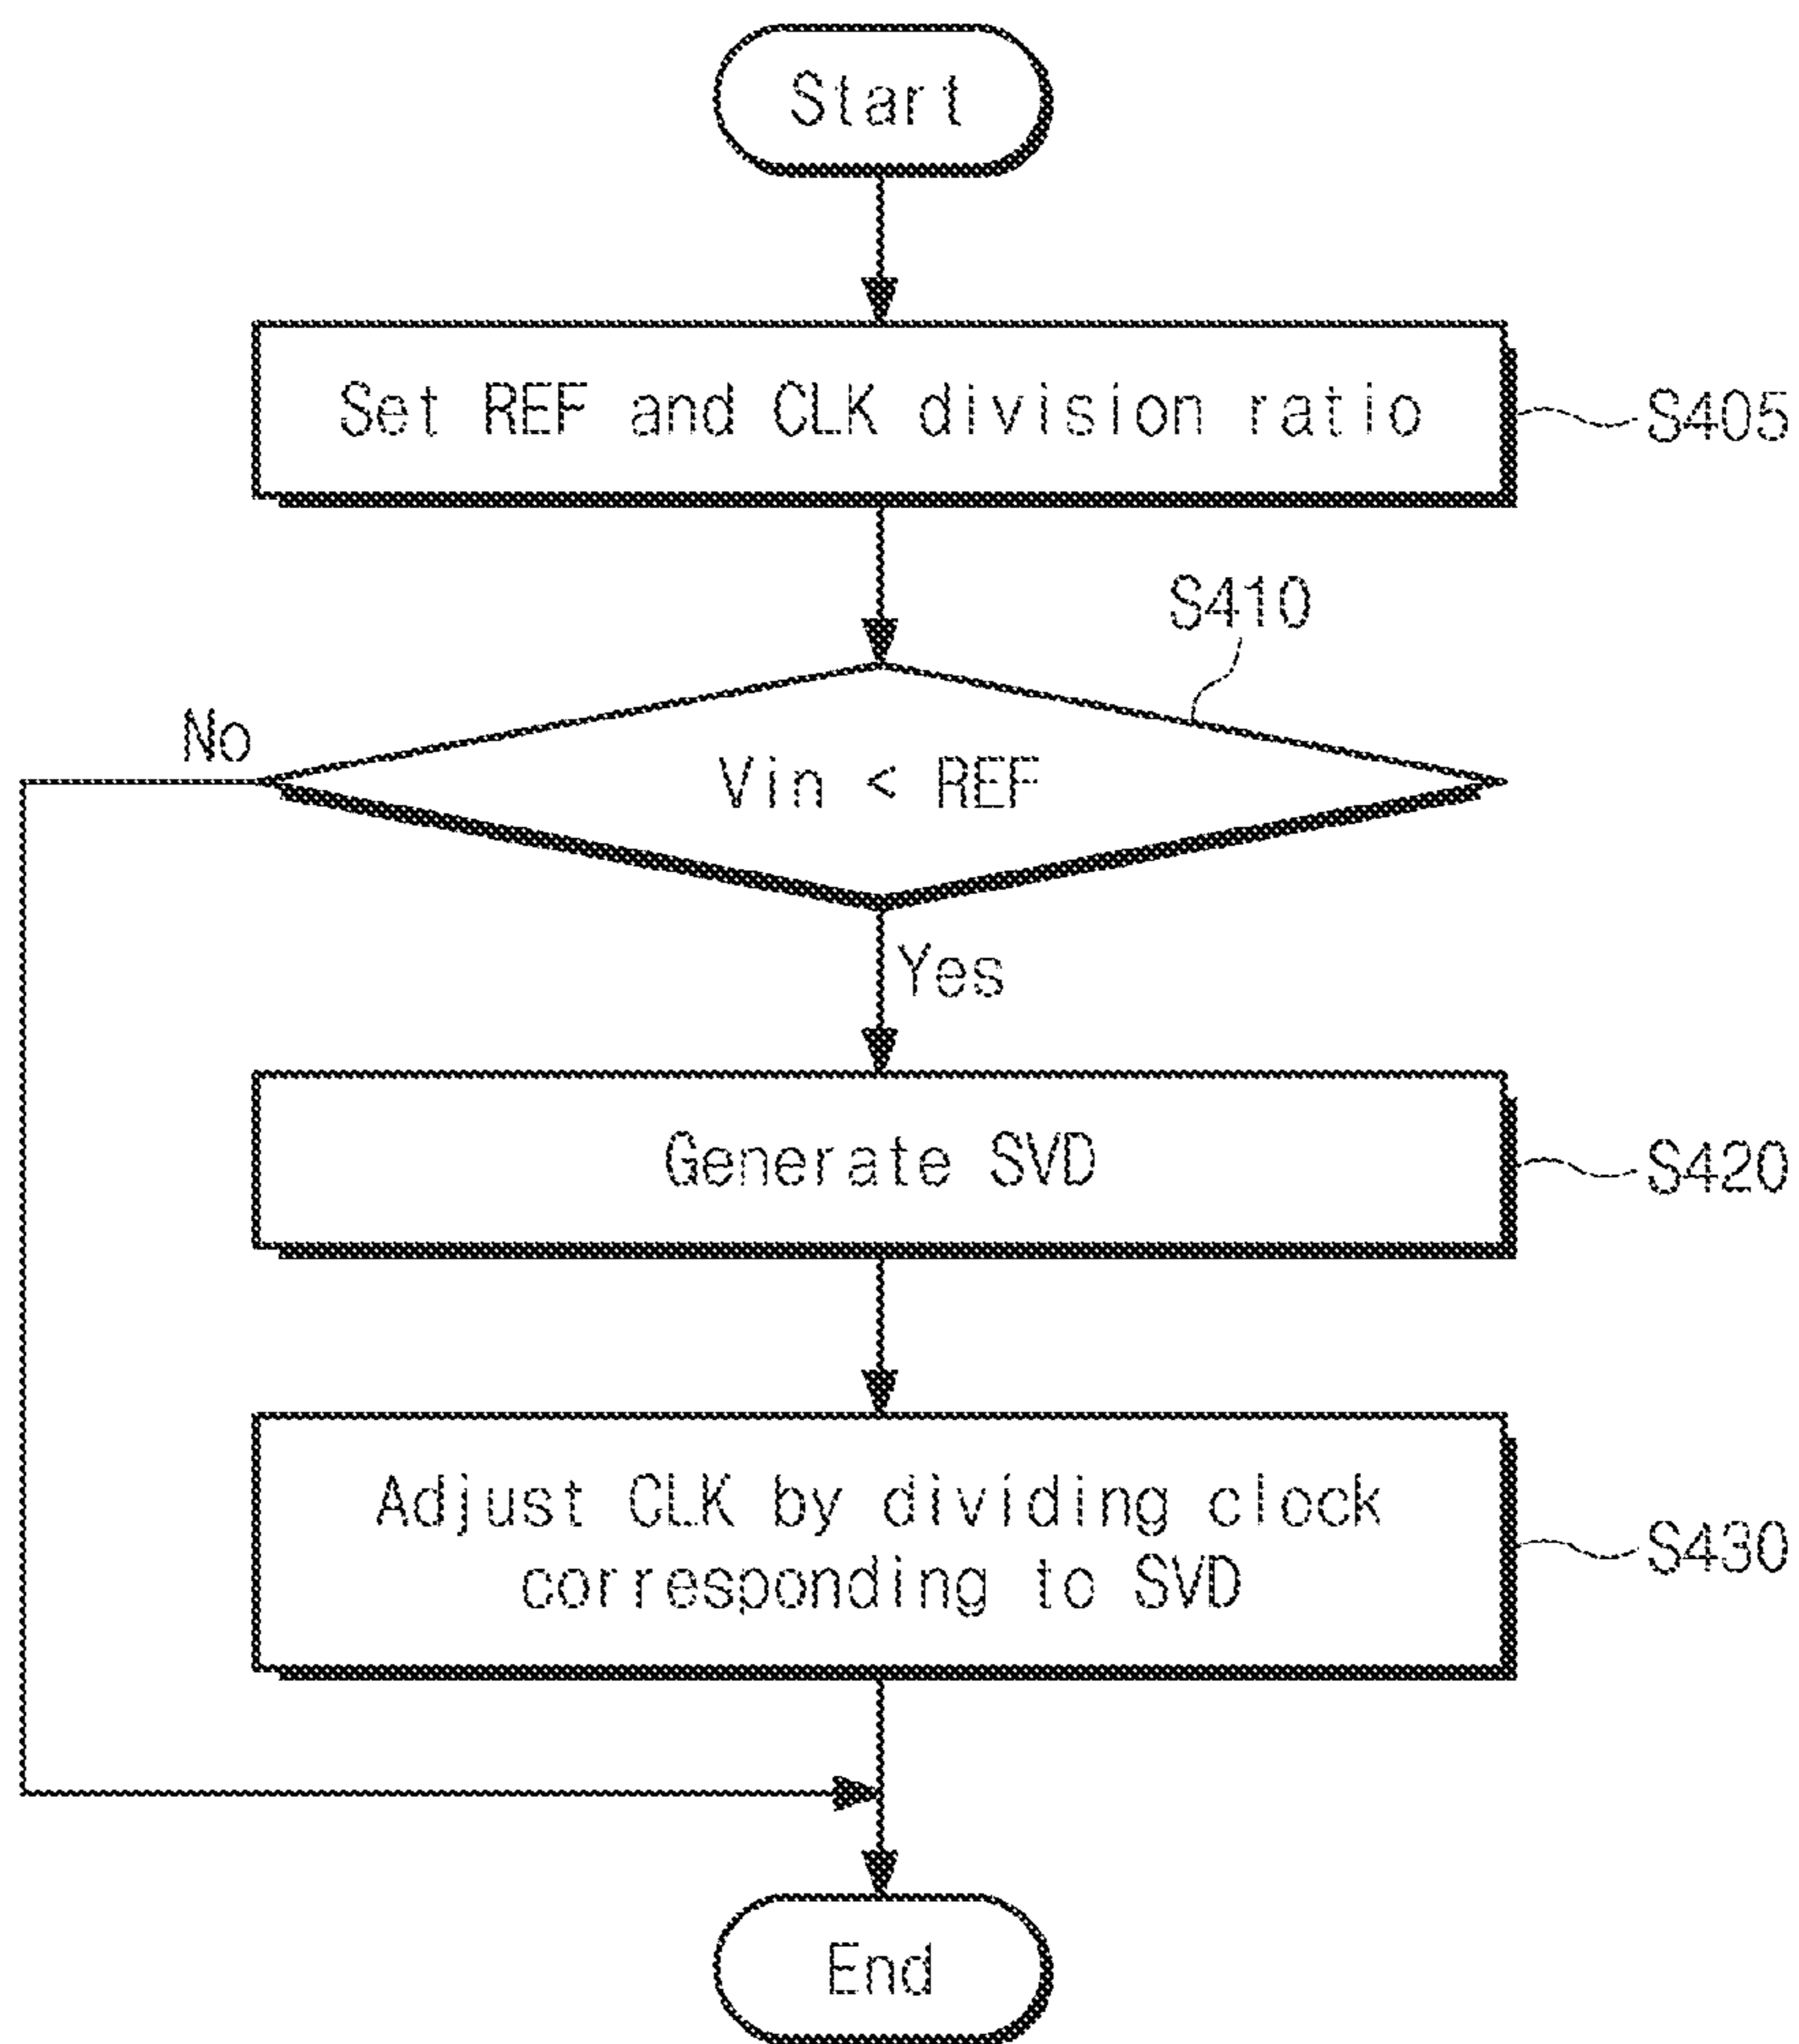 Start
Set REF and CLK division ratio
S405
S410
No
Vin < REF
Yes
Generate SVD
S420
Adjust CLK by dividing clock
corresponding to SVD
S430
End